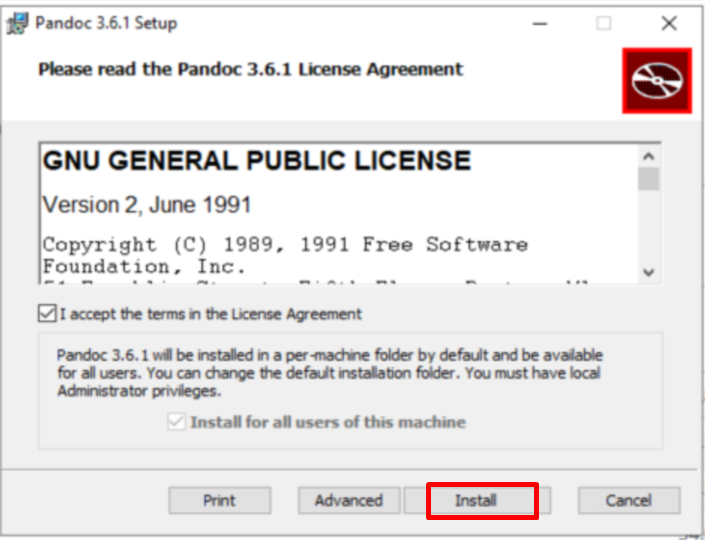 Pandoc 3.6.1 Setup
Please read the Pandoc 3.6.1 License Agreement
GNU GENERAL PUBLIC LICENSE
Version 2, June 1991
Copyright (C) 1989, 1991 Free Software
Foundation, Inc.
I accept the terms in the License Agreement
Pandoc 3.6.1 will be installed in a per-machine folder by default and be available
for all users. You can change the default installation folder. You must have local
Administrator privileges.
Install for all users of this machine
Print Advanced Install Cancel